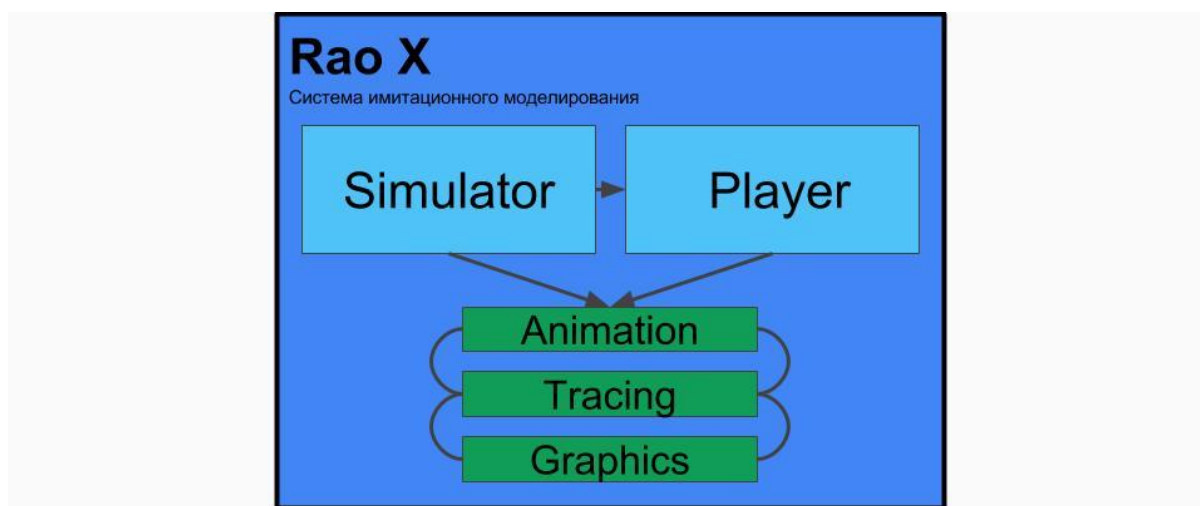 Rao X
Система имитационного моделирования
Simulator
Player
Animation
Tracing
Graphics